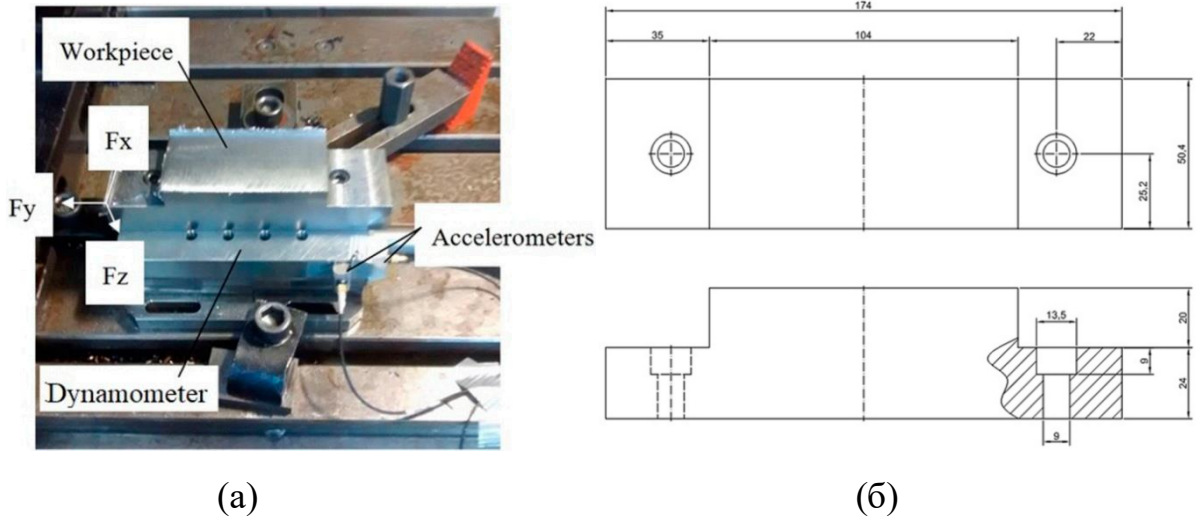 Workpiece
Fx
Fy
Fz
Accelerometers
Dynamometer
(а)
174
35
104
22
50,4
25,2
13,5
20
9
24
9
(б)